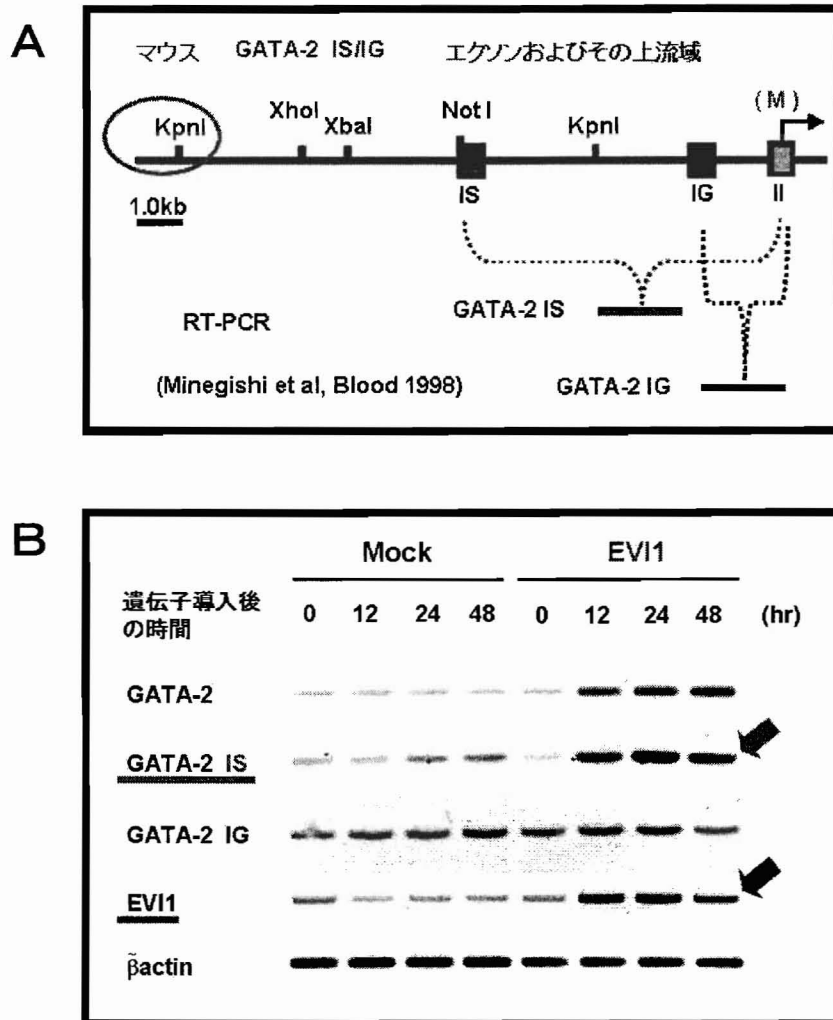 A
マウス GATA-2 IS/IG エクソンおよびその上流域
KpnI XhoI XbaI Not I KpnI (M)
IS IG II
1.0kb
GATA-2 IS
RT-PCR
(Minegishi et al, Blood 1998)
GATA-2 IG
B
Mock EVI1
遺伝子導入後
の時間
0 12 24 48 0 12 24 48 (hr)
GATA-2
GATA-2 IS
GATA-2 IG
EVI1
β̃actin